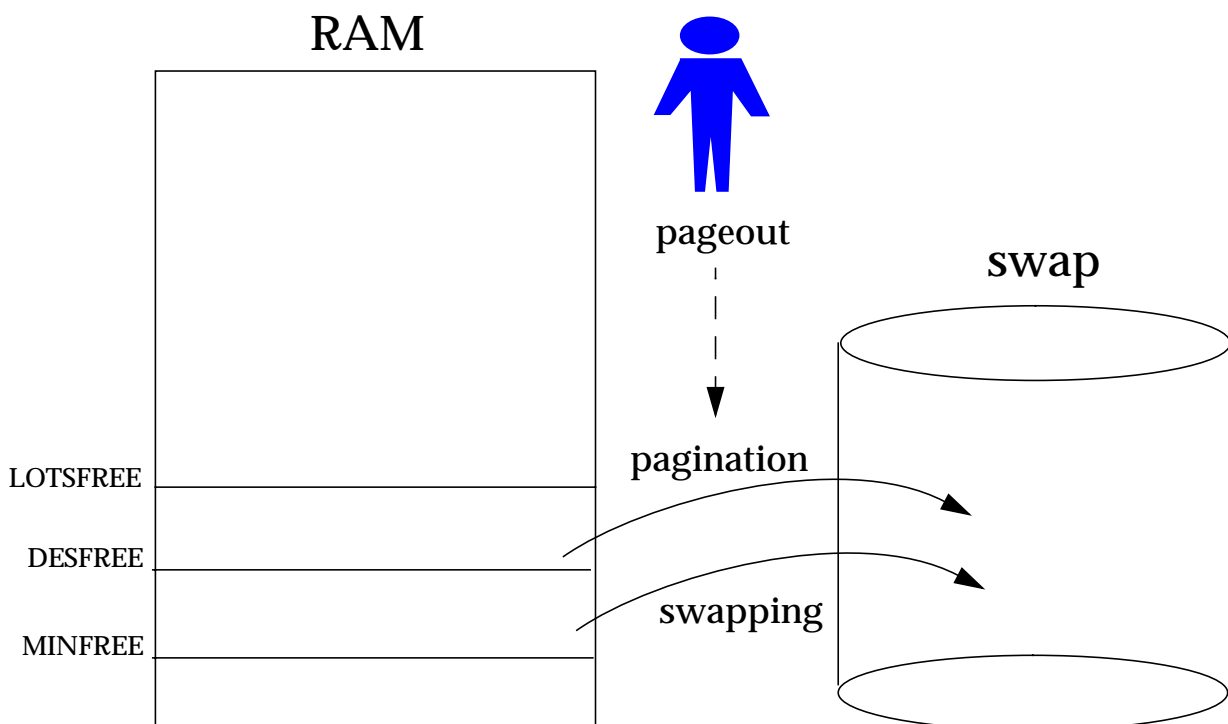 RAM
pageout
swap
pagination
LOTSFREE
DESFREE
swapping
MINFREE